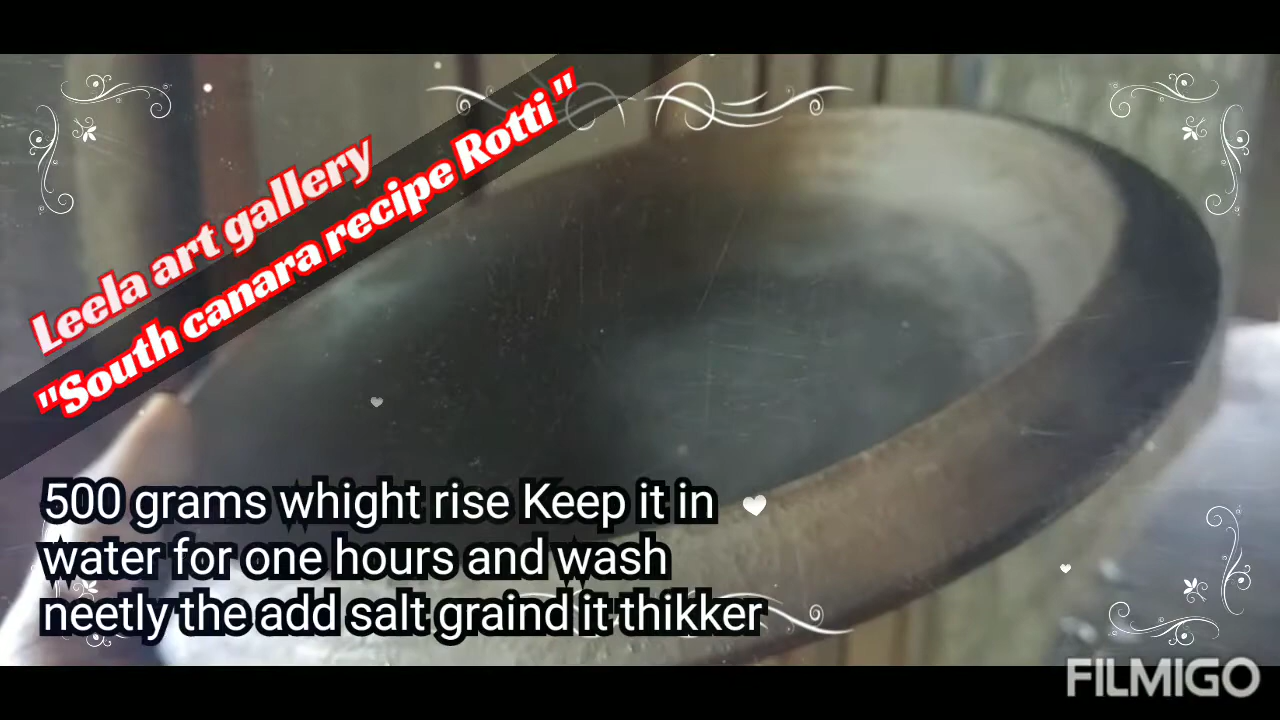 Leela art gallery
"South canara recipe Rotti"
500 grams whight rise Keep it in
water for one hours and wash
neetly the add salt graind it thikker
FILMIGO